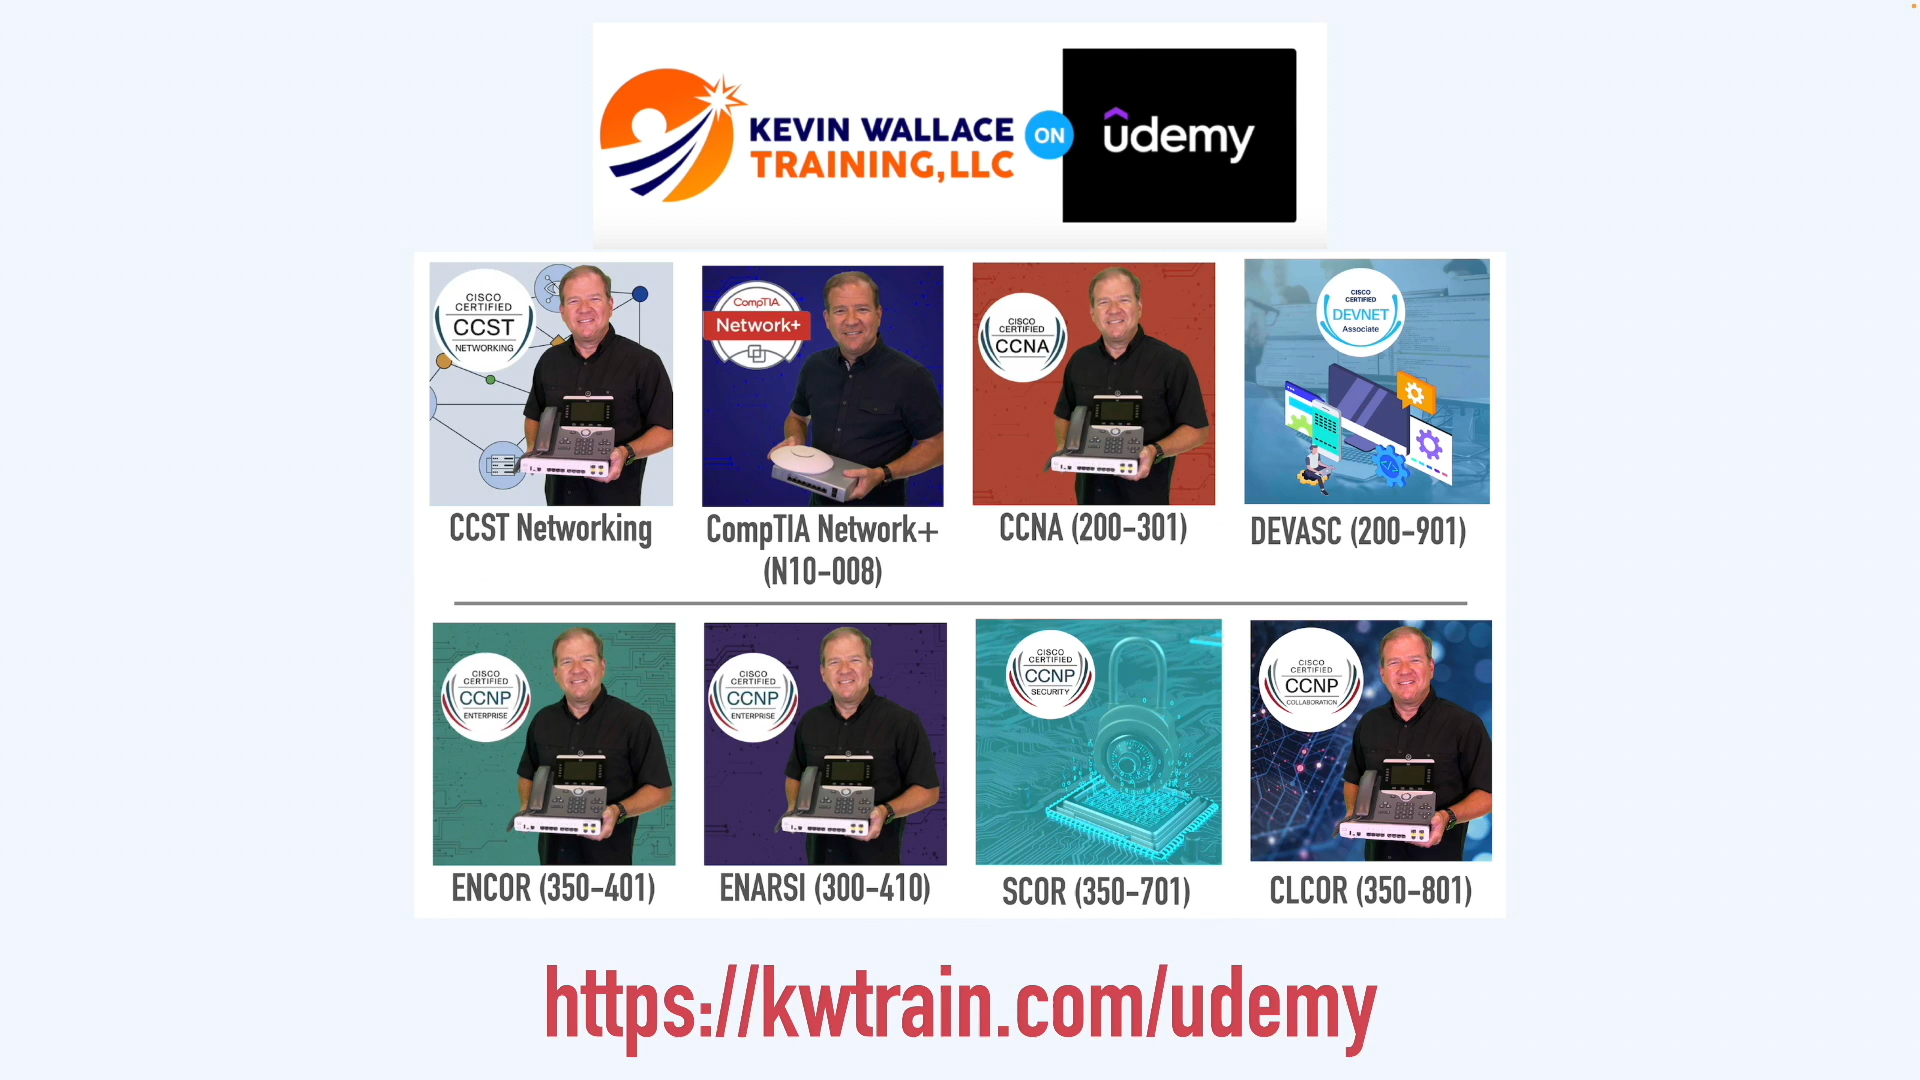 KEVIN WALLACE
TRAINING, LLC
ON
udemy
CISCO
CERTIFIED
CCST
NETWORKING
CompTIA
Network+
CISCO
CERTIFIED
CCNA
CISCO
CERTIFIED
DEVNET
Associate
CCST Networking
CompTIA Network+
(N10-008)
CCNA (200-301)
DEVASC (200-901)
CISCO
CERTIFIED
CCNP
ENTERPRISE
CISCO
CERTIFIED
CCNP
ENTERPRISE
CISCO
CERTIFIED
CCNP
SECURITY
CISCO
CERTIFIED
CCNP
COLLABORATION
ENCOR (350-401)
ENARSI (300-410)
SCOR (350-701)
CLCOR (350-801)
https://kwtrain.com/udemy